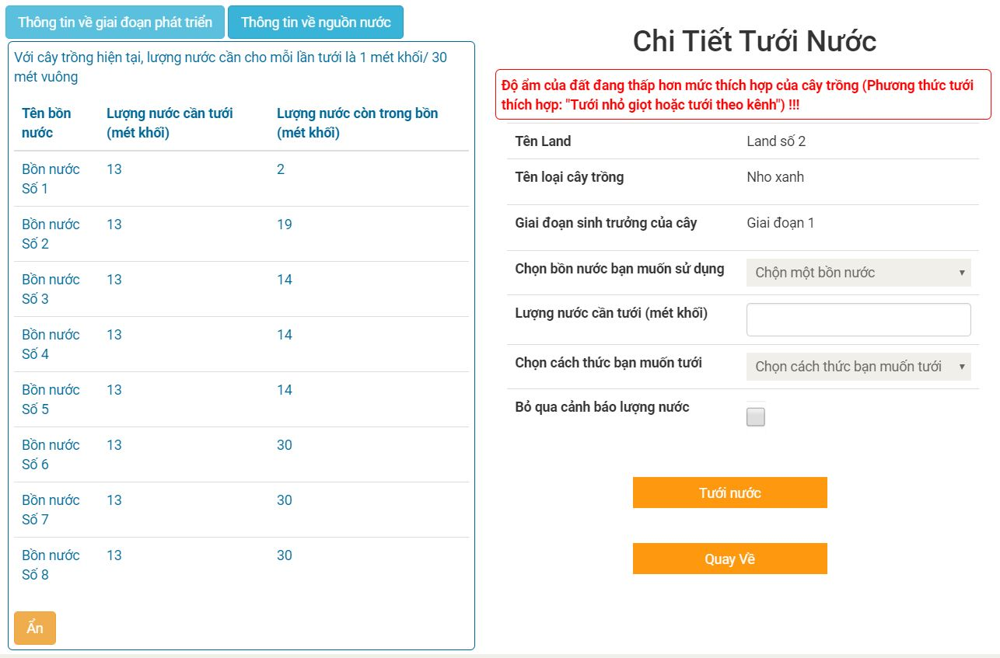 Thông tin về giai đoạn phát triển
Thông tin về nguồn nước
Với cây trồng hiện tại, lượng nước cần cho mỗi lần tưới là 1 mét khối/ 30
mét vuông
Tên bồn nước
Lượng nước cần tưới (mét khối)
Lượng nước còn trong bồn (mét khối)
Bồn nước Số 1 13 2
Bồn nước Số 2 13 19
Bồn nước Số 3 13 14
Bồn nước Số 4 13 14
Bồn nước Số 5 13 14
Bồn nước Số 6 13 30
Bồn nước Số 7 13 30
Bồn nước Số 8 13 30
Ẩn
Chi Tiết Tưới Nước
Độ ẩm của đất đang thấp hơn mức thích hợp của cây trồng (Phương thức tưới
thích hợp: "Tưới nhỏ giọt hoặc tưới theo kênh") !!!
Tên Land Land số 2
Tên loại cây trồng Nho xanh
Giai đoạn sinh trưởng của cây Giai đoạn 1
Chọn bồn nước bạn muốn sử dụng Chộn một bồn nước
Lượng nước cần tưới (mét khối)
Chọn cách thức bạn muốn tưới Chọn cách thức bạn muốn tưới
Bỏ qua cảnh báo lượng nước
Tưới nước
Quay Về